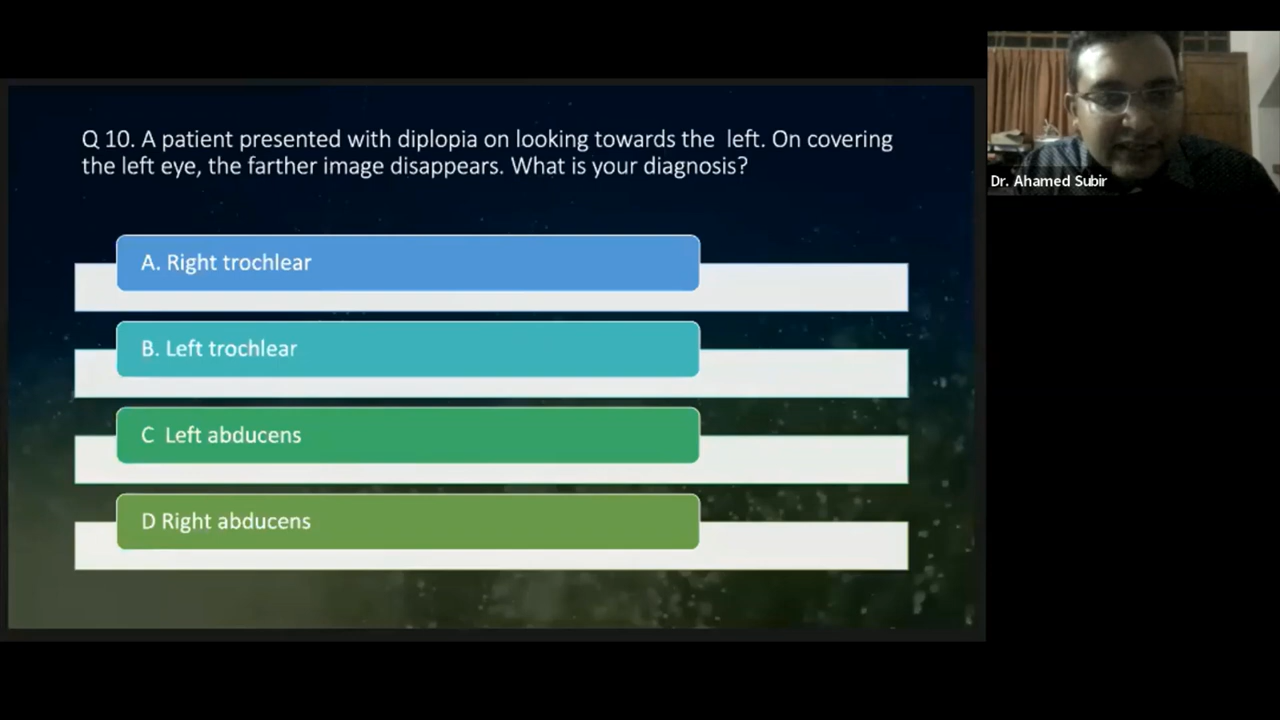 Q 10. A patient presented with diplopia on looking towards the  left. On covering
the left eye, the farther image disappears. What is your diagnosis?
Dr. Ahamed Subir
A. Right trochlear
B. Left trochlear
C  Left abducens
D Right abducens